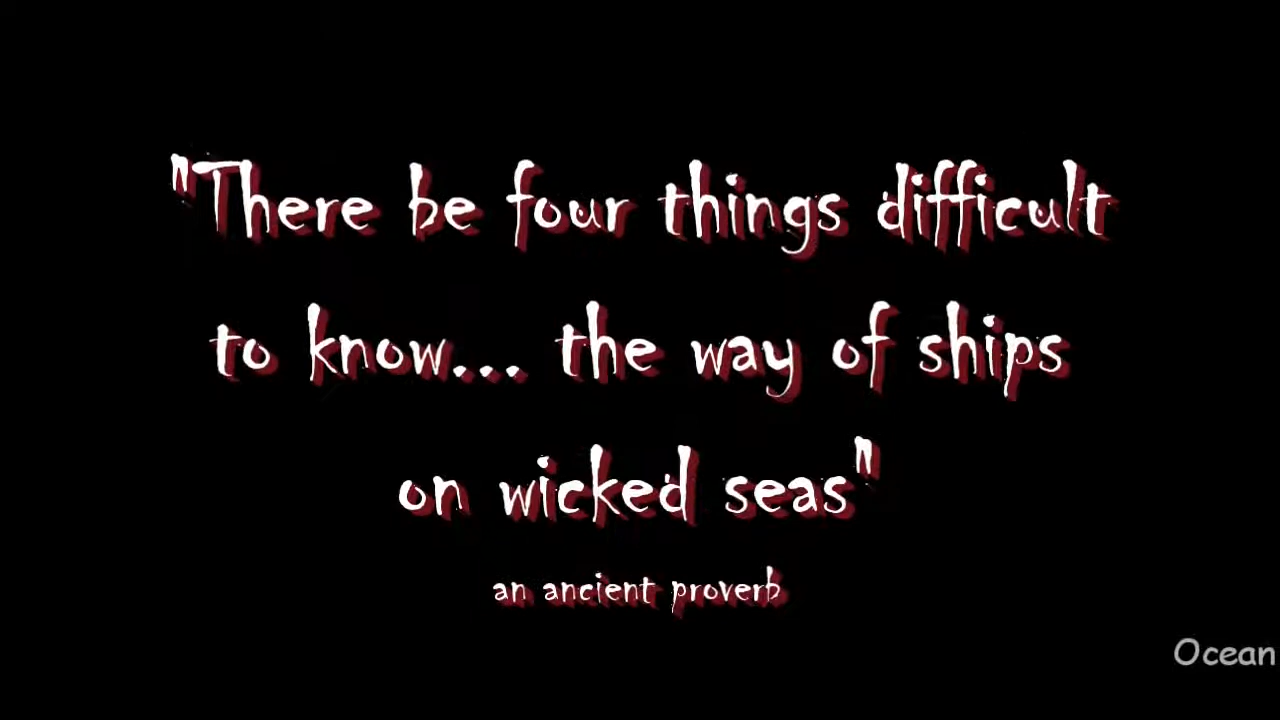 "There be four things difficult
to know... the way of ships
on wicked seas"
an ancient proverb
Ocean